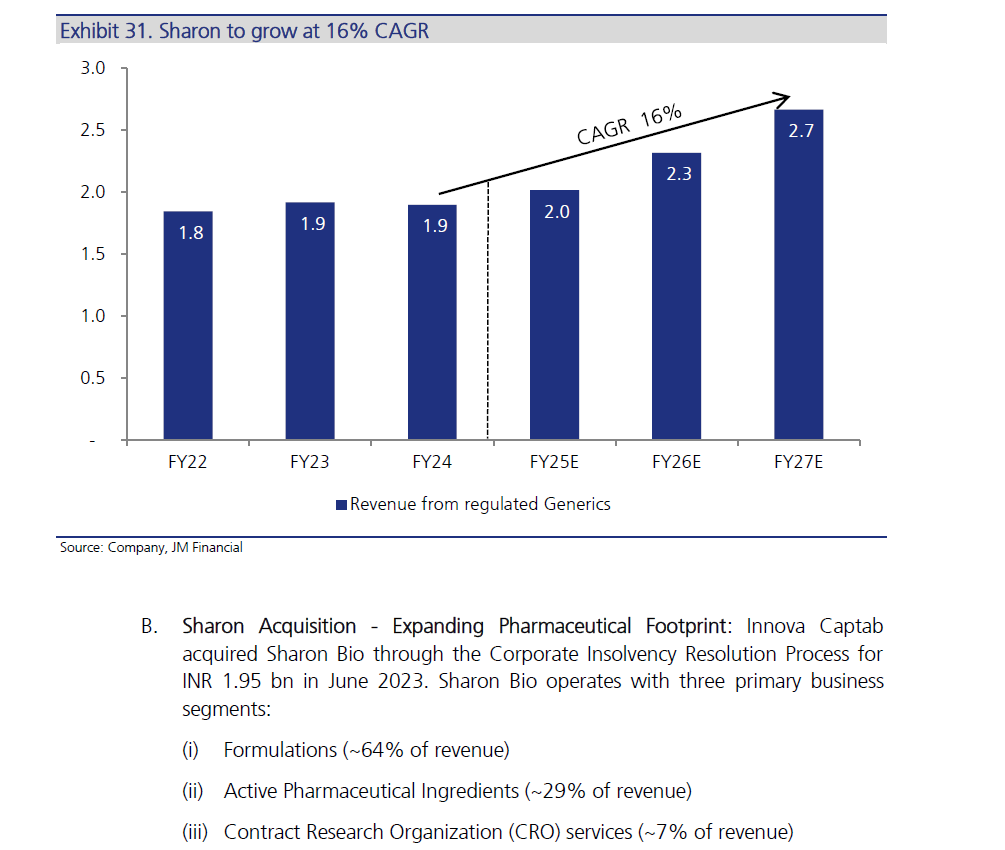 Exhibit 31. Sharon to grow at 16% CAGR
3.0
2.5
2.0
1.5
1.0
0.5
-
CAGR 16%
1.8
1.9
1.9
2.0
2.3
2.7
FY22
FY23
FY24
FY25E
FY26E
FY27E
Revenue from regulated Generics
Source: Company, JM Financial
B. Sharon Acquisition - Expanding Pharmaceutical Footprint: Innova Captab
acquired Sharon Bio through the Corporate Insolvency Resolution Process for
INR 1.95 bn in June 2023. Sharon Bio operates with three primary business
segments:
(i) Formulations (~64% of revenue)
(ii) Active Pharmaceutical Ingredients (~29% of revenue)
(iii) Contract Research Organization (CRO) services (~7% of revenue)